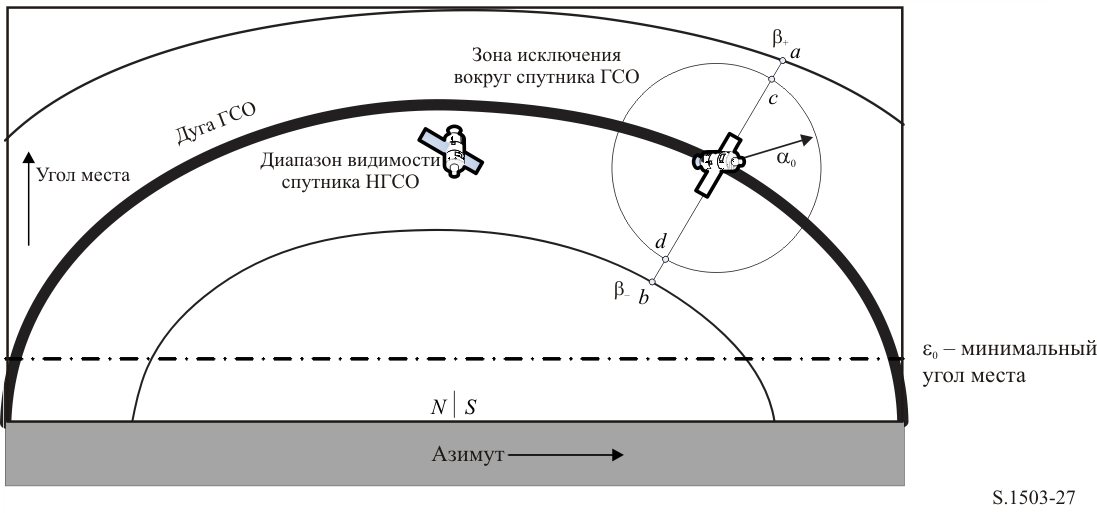 β₊
a
Зона исключения
вокруг спутника ГСО
c
Дуга ГСО
α₀
Диапазон видимости
спутника НГСО
Угол места
d
β₋
b
ε₀ – минимальный
угол места
N | S
Азимут
S.1503-27